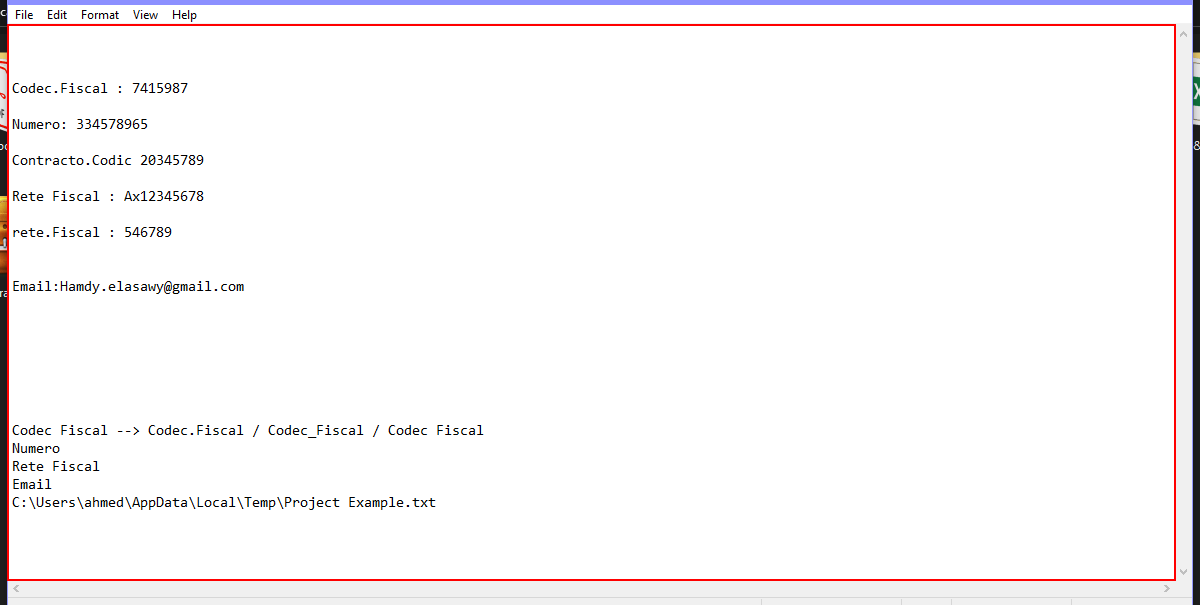 File Edit Format View Help
Codec.Fiscal : 7415987
Numero: 334578965
Contracto.Codic 20345789
Rete Fiscal : Ax12345678
rete.Fiscal : 546789
Email:Hamdy.elasawy@gmail.com
Codec Fiscal --> Codec.Fiscal / Codec_Fiscal / Codec Fiscal
Numero
Rete Fiscal
Email
C:\Users\ahmed\AppData\Local\Temp\Project Example.txt